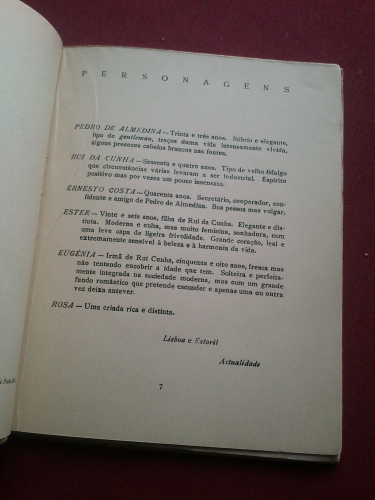 PERSONAGENS
PEDRO DE ALMEDINA—Trinta e três anos. Sóbrio e elegante,
tipo de gentleman, traços duma vida intensamente vivida,
alguns precoces cabelos brancos nas fontes.
RUI DA CUNHA—Sessenta e quatro anos. Tipo de velho fidalgo
que circunstâncias várias levaram a ser industrial. Espírito
positivo mas por vezes um pouco insensato.
ERNESTO COSTA—Quarenta anos. Secretário, cooperador, con-
fidente e amigo de Pedro de Almedina. Boa pessoa mas vulgar.
ESTER—Vinte e seis anos, filha de Rui da Cunha. Elegante e dis-
tinta. Moderna e culta, mas muito feminina, sonhadora, com
uma leve capa de ligeira frivolidade. Grande coração, leal e
extremamente sensível à beleza e à harmonia da vida.
EUGÉNIA—Irmã de Rui Cunha, cinquenta e oito anos, fresca mas
não tentando encobrir a idade que tem. Solteira e perfeita-
mente integrada na sociedade moderna, mas com um grande
fundo romântico que pretende esconder e apenas uma ou outra
vez deixa antever.
ROSA—Uma criada rica e distinta.
Lisboa e Estoril
Actualidade
7